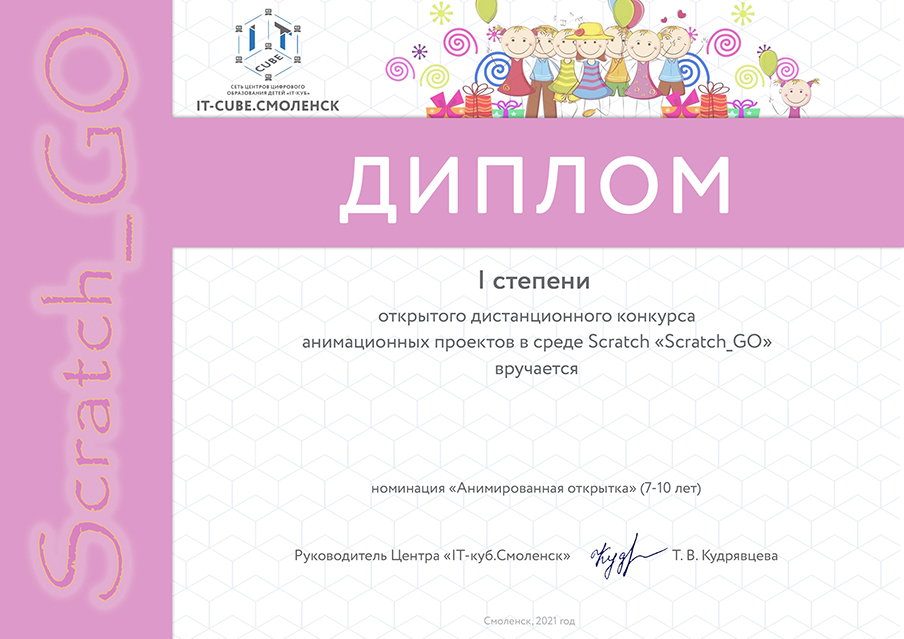 IT
CUBE
СЕТЬ ЦЕНТРОВ ЦИФРОВОГО
ОБРАЗОВАНИЯ ДЕТЕЙ «IT-КУБ»
IT-CUBE.СМОЛЕНСК
Scratch_GO
ДИПЛОМ
I степени
открытого дистанционного конкурса
анимационных проектов в среде Scratch «Scratch_GO»
вручается
номинация «Анимированная открытка» (7-10 лет)
Руководитель Центра «IT-куб.Смоленск» Т. В. Кудрявцева
Смоленск, 2021 год